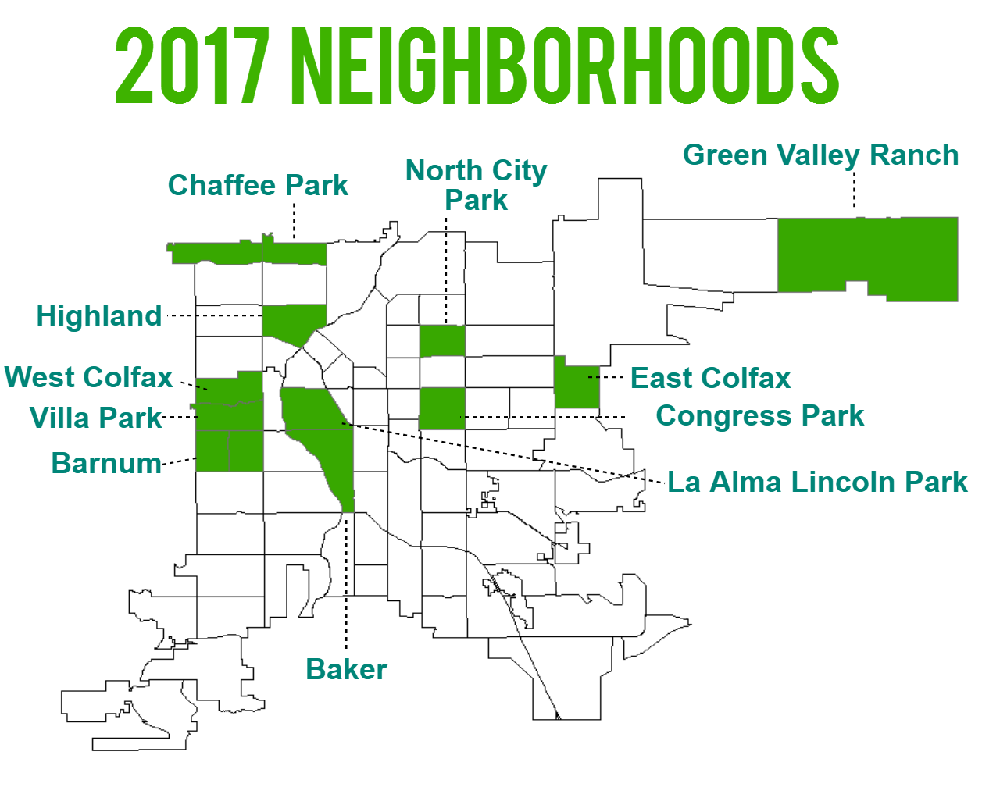 2017 NEIGHBORHOODS
Green Valley Ranch
North City
Park
Chaffee Park
Highland
West Colfax
East Colfax
Villa Park
Congress Park
Barnum
La Alma Lincoln Park
Baker